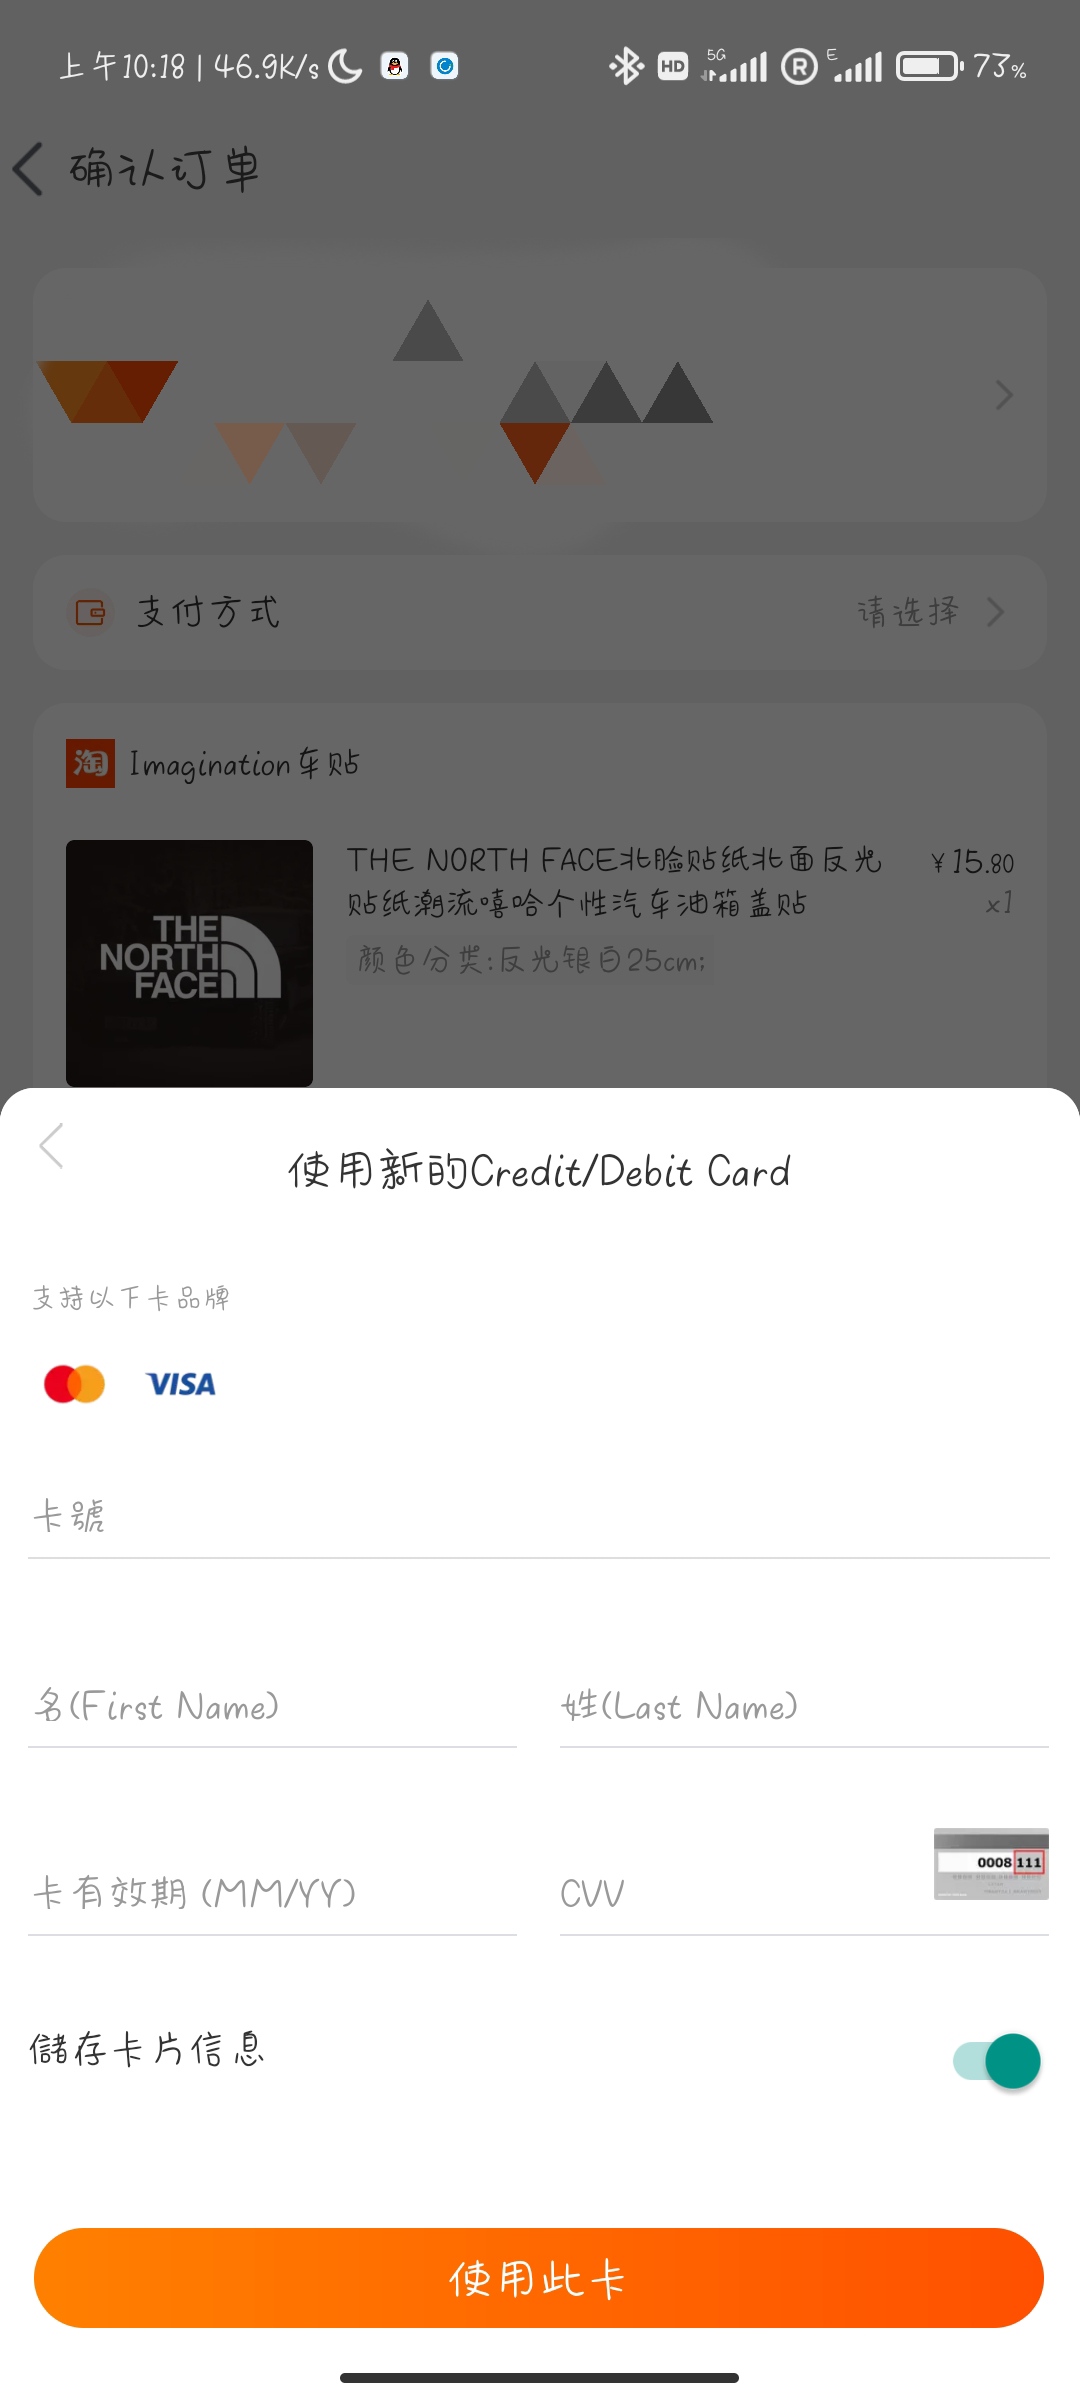 上午10:18 | 46.9K/s
HD 5G R E 73%
确认订单
支付方式 请选择
淘 Imagination车贴
THE NORTH FACE北脸贴纸北面反光 ¥15.80
贴纸潮流嘻哈个性汽车油箱盖贴 x1
颜色分类:反光银白25cm;
THE
NORTH
FACE
使用新的Credit/Debit Card
支持以下卡品牌
VISA
卡號
名(First Name) 姓(Last Name)
卡有效期 (MM/YY) CVV 0008 111
儲存卡片信息
使用此卡